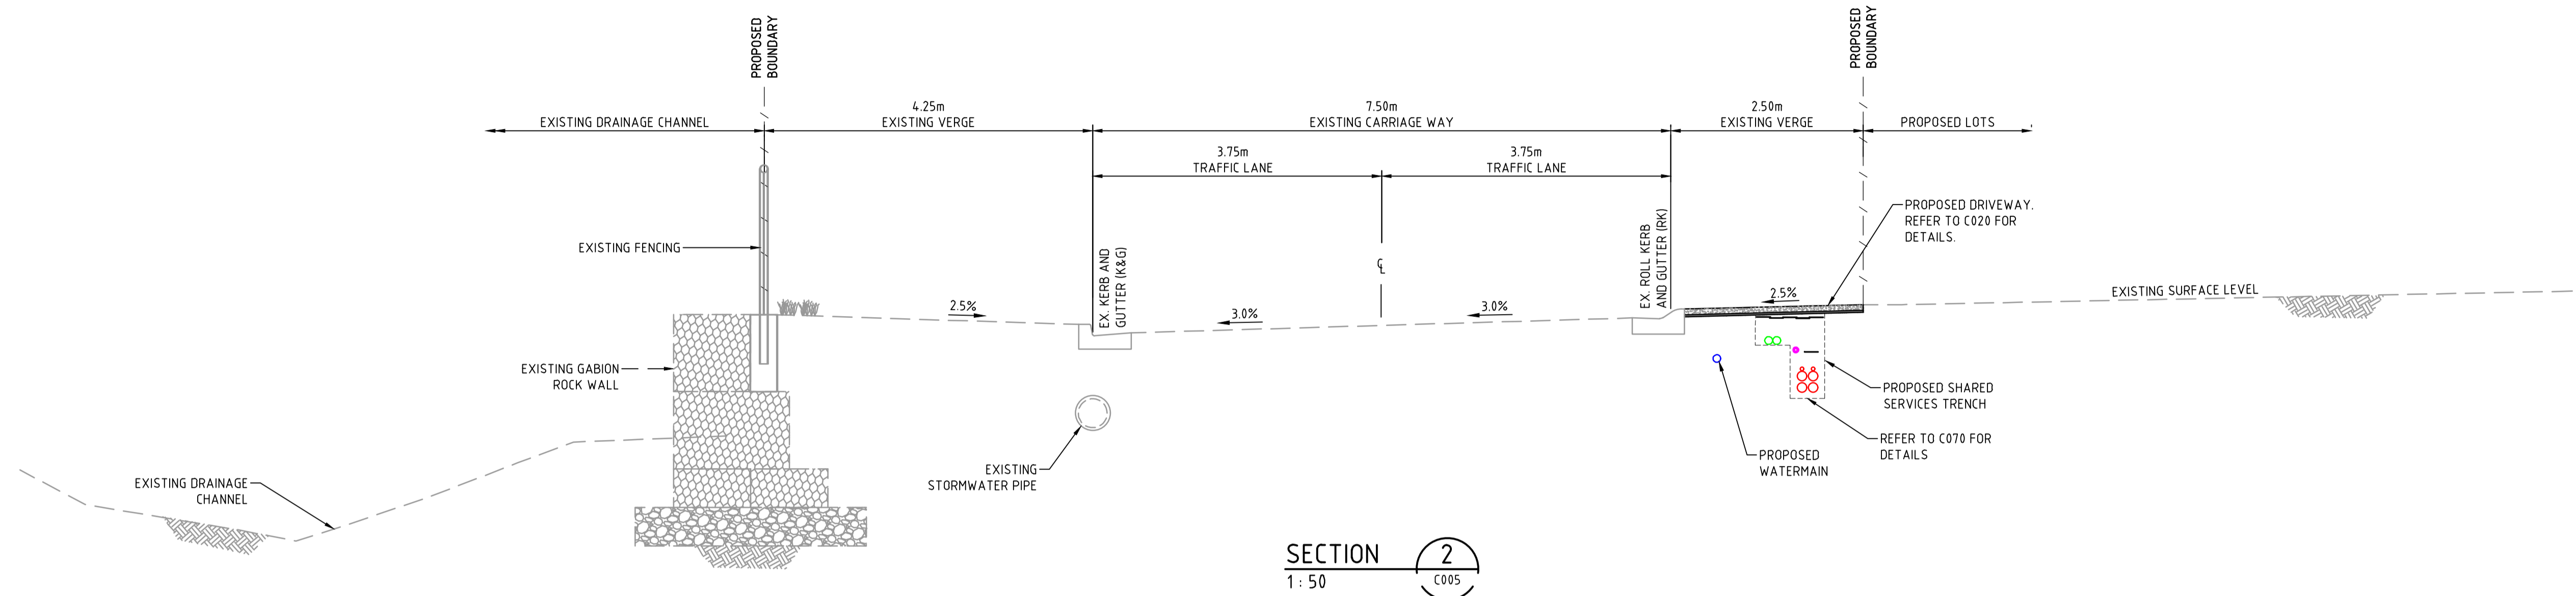 PROPOSED
BOUNDARY
PROPOSED
BOUNDARY
4.25m
7.50m
2.50m
EXISTING DRAINAGE CHANNEL
EXISTING VERGE
EXISTING CARRIAGE WAY
EXISTING VERGE
PROPOSED LOTS
3.75m
TRAFFIC LANE
3.75m
TRAFFIC LANE
PROPOSED DRIVEWAY.
REFER TO C020 FOR
DETAILS.
EXISTING FENCING
EX. KERB AND
GUTTER (K&G)
℄
EX. ROLL KERB
AND GUTTER (RK)
2.5%
3.0%
3.0%
2.5%
EXISTING SURFACE LEVEL
EXISTING GABION
ROCK WALL
PROPOSED SHARED
SERVICES TRENCH
REFER TO C070 FOR
DETAILS
PROPOSED
WATERMAIN
EXISTING
STORMWATER PIPE
EXISTING DRAINAGE
CHANNEL
SECTION
1 : 50
2
C005